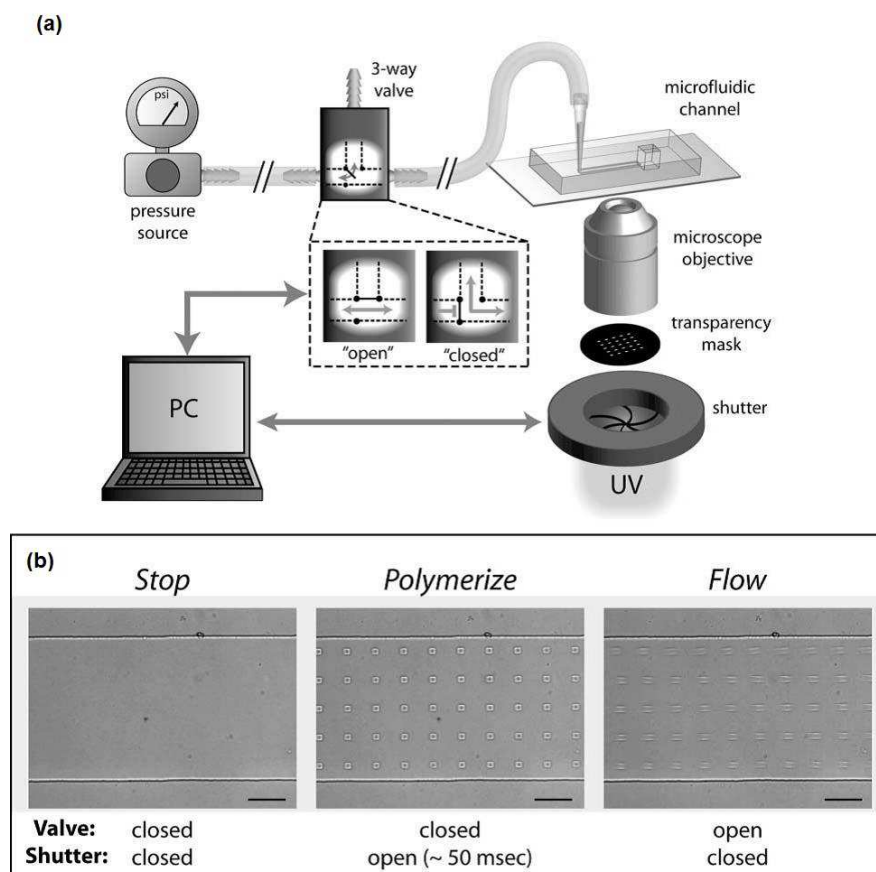 (a)
psi
3-way
valve
microfluidic
channel
pressure
source
microscope
objective
"open"
"closed"
transparency
mask
PC
shutter
UV
(b)
Stop
Polymerize
Flow
Valve:
closed
closed
open
Shutter:
closed
open (~ 50 msec)
closed